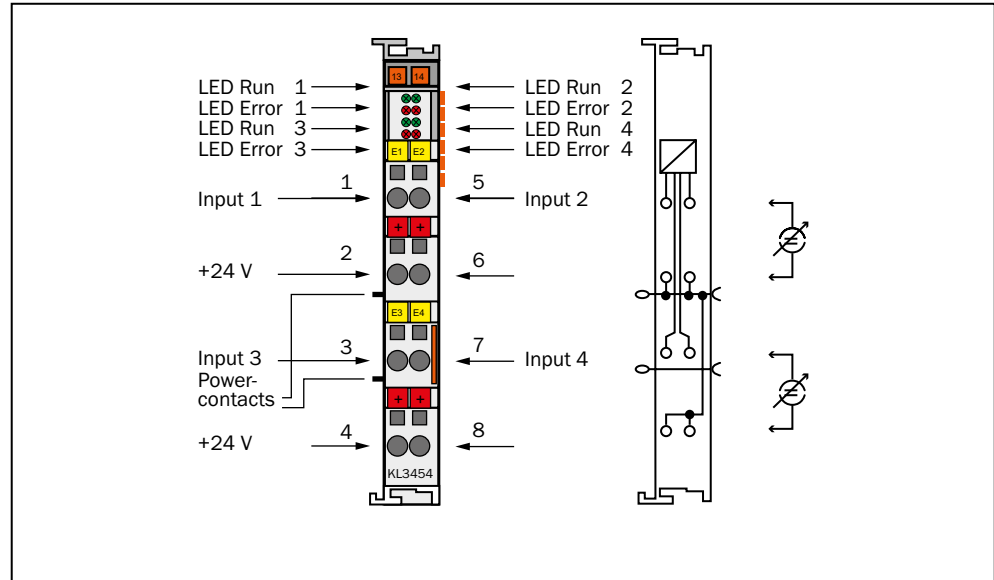 13 14
LED Run 1
LED Run 2
LED Error 1
LED Error 2
LED Run 3
LED Run 4
LED Error 3
LED Error 4
E1 E2
Input 1
1
5
Input 2
+ +
+24 V
2
6
E3 E4
Input 3
3
7
Input 4
Power-
contacts
+ +
+24 V
4
8
KL3454